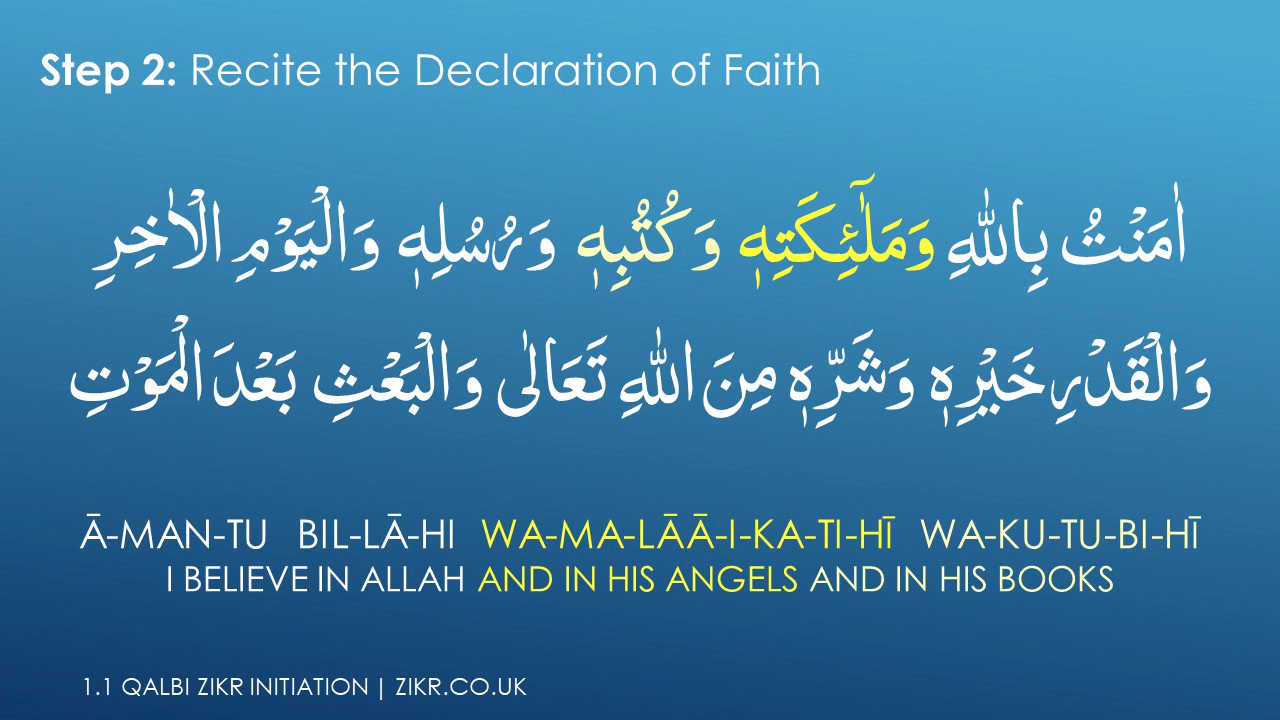 Step 2: Recite the Declaration of Faith
اٰمَنْتُ بِاللّٰهِ وَمَلٰٓئِكَتِهٖ وَكُتُبِهٖ وَرُسُلِهٖ وَالْيَوْمِ الْاٰخِرِ
وَالْقَدْرِ خَيْرِهٖ وَشَرِّهٖ مِنَ اللّٰهِ تَعَالٰى وَالْبَعْثِ بَعْدَ الْمَوْتِ
Ā-MAN-TU BIL-LĀ-HI WA-MA-LĀĀ-I-KA-TI-HĪ WA-KU-TU-BI-HĪ
I BELIEVE IN ALLAH AND IN HIS ANGELS AND IN HIS BOOKS
1.1 QALBI ZIKR INITIATION | ZIKR.CO.UK